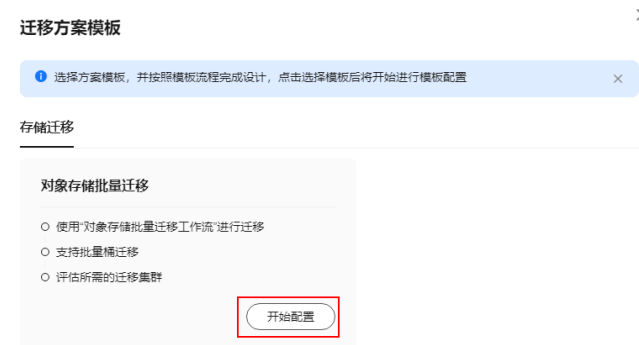 迁移方案模板
选择方案模板，并按照模板流程完成设计，点击选择模板后将开始进行模板配置
存储迁移
对象存储批量迁移
使用“对象存储批量迁移工作流”进行迁移
支持批量桶迁移
评估所需的迁移集群
开始配置